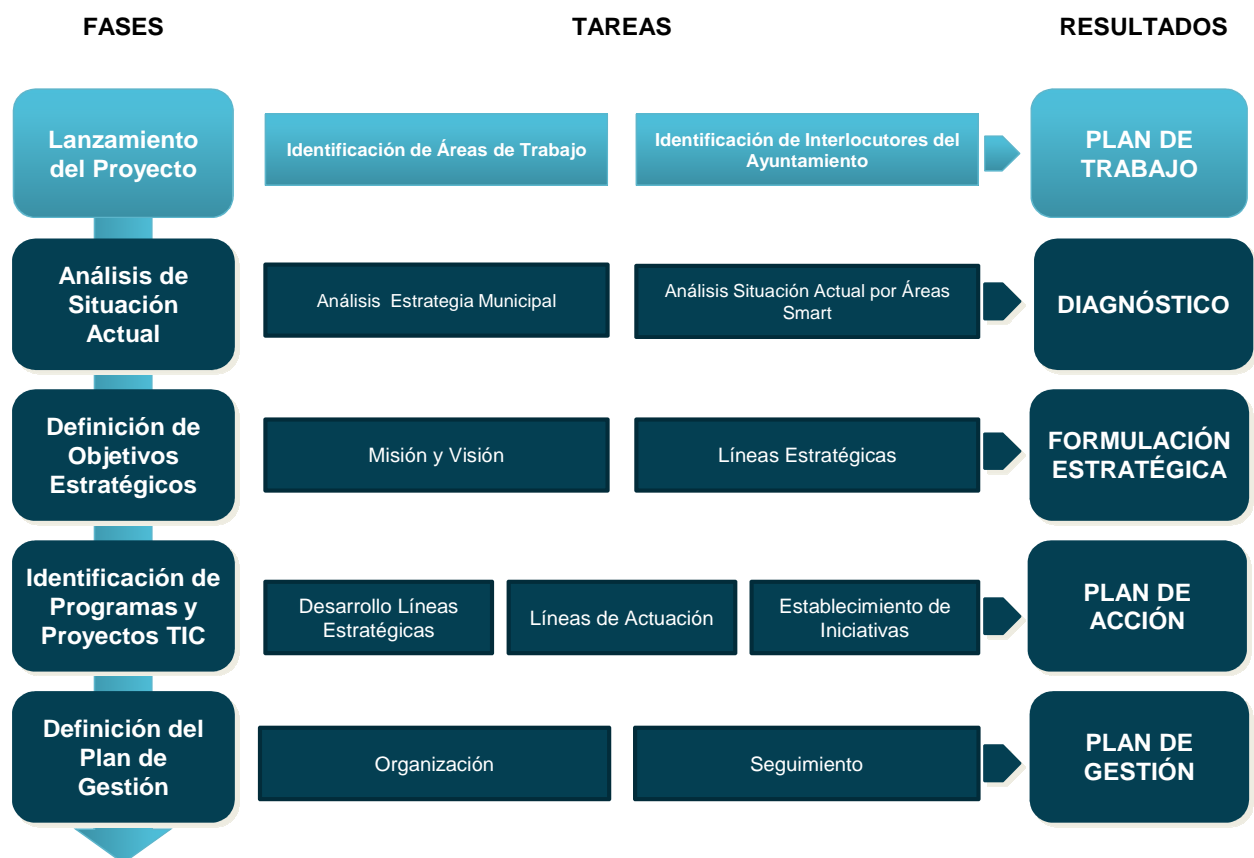 FASES
TAREAS
RESULTADOS
Lanzamiento
del Proyecto
Identificación de Áreas de Trabajo
Identificación de Interlocutores del
Ayuntamiento
PLAN DE
TRABAJO
Análisis de
Situación
Actual
Análisis  Estrategia Municipal
Análisis Situación Actual por Áreas
Smart
DIAGNÓSTICO
Definición de
Objetivos
Estratégicos
Misión y Visión
Líneas Estratégicas
FORMULACIÓN
ESTRATÉGICA
Identificación de
Programas y
Proyectos TIC
Desarrollo Líneas
Estratégicas
Líneas de Actuación
Establecimiento de
Iniciativas
PLAN DE
ACCIÓN
Definición del
Plan de
Gestión
Organización
Seguimiento
PLAN DE
GESTIÓN